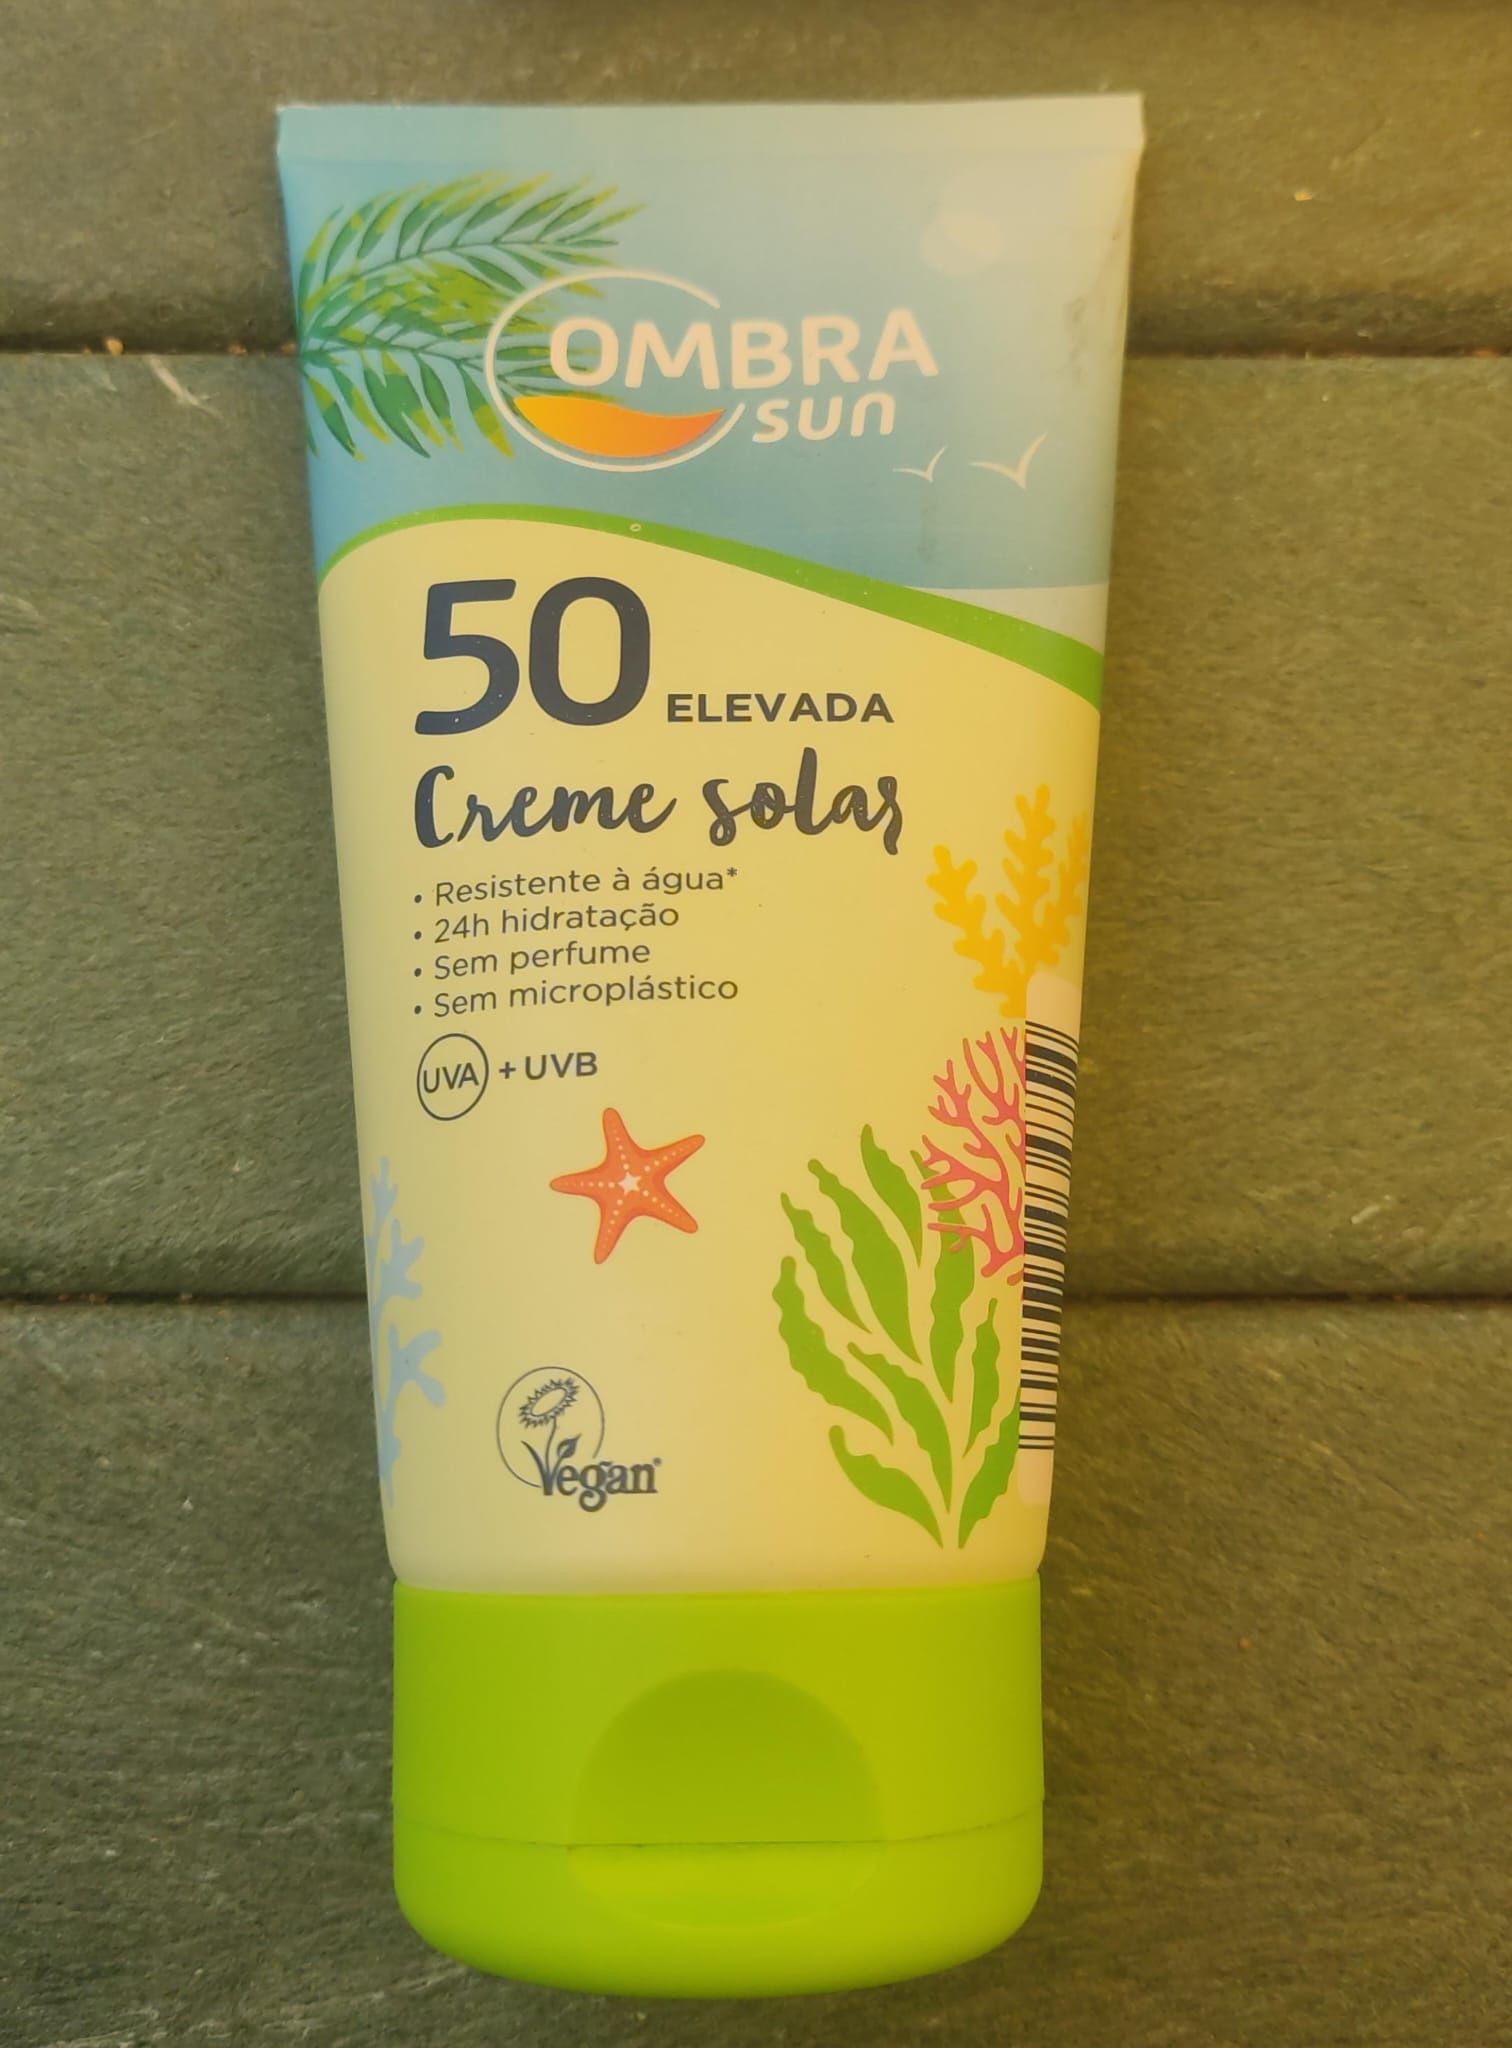 OMBRA
sun
50 ELEVADA
Creme solar
• Resistente à água*
• 24h hidratação
• Sem perfume
• Sem microplástico
UVA + UVB
Vegan